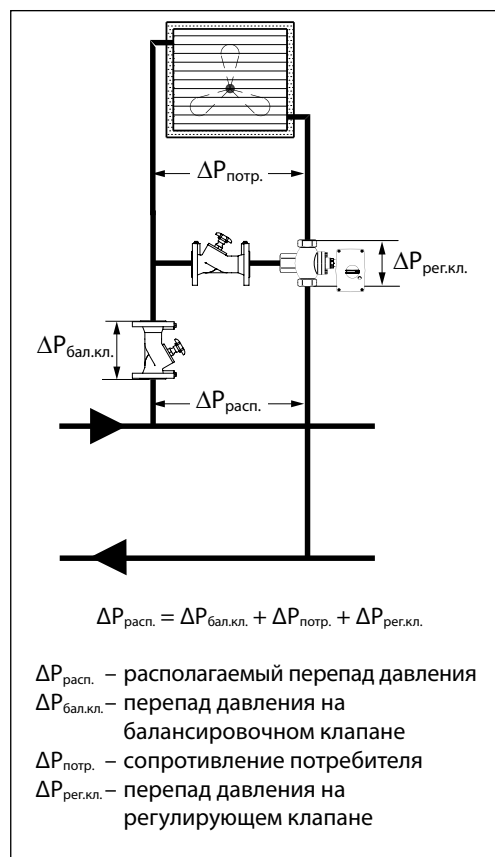 ΔPпотр.
ΔPрег.кл.
ΔPбал.кл.
ΔPрасп.
ΔPрасп. = ΔPбал.кл. + ΔPпотр. + ΔPрег.кл.
ΔPрасп. – располагаемый перепад давления
ΔPбал.кл.– перепад давления на
балансировочном клапане
ΔPпотр. – сопротивление потребителя
ΔPрег.кл.– перепад давления на
регулирующем клапане